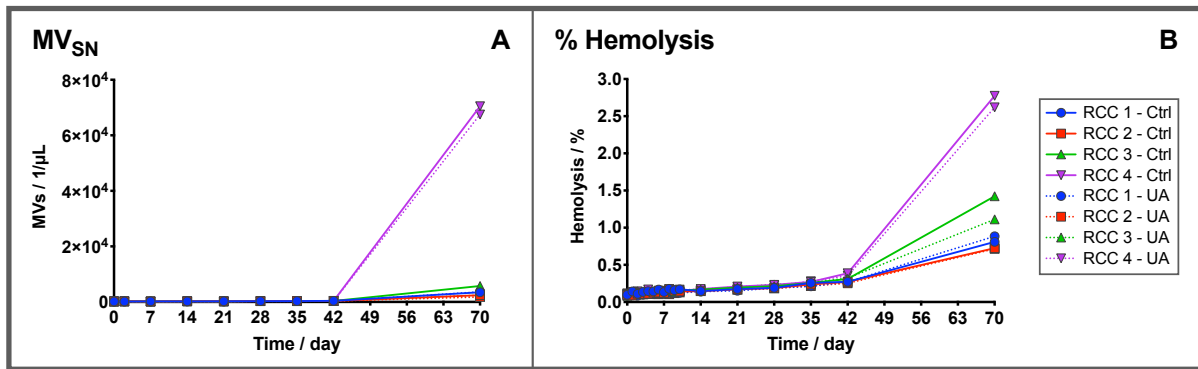 MV_SN
A
8×10⁴
6×10⁴
4×10⁴
2×10⁴
0
MVs / 1/µL
0 7 14 21 28 35 42 49 56 63 70
Time / day
% Hemolysis
B
3.0
2.5
2.0
1.5
1.0
0.5
0.0
Hemolysis / %
0 7 14 21 28 35 42 49 56 63 70
Time / day
RCC 1 - Ctrl
RCC 2 - Ctrl
RCC 3 - Ctrl
RCC 4 - Ctrl
RCC 1 - UA
RCC 2 - UA
RCC 3 - UA
RCC 4 - UA